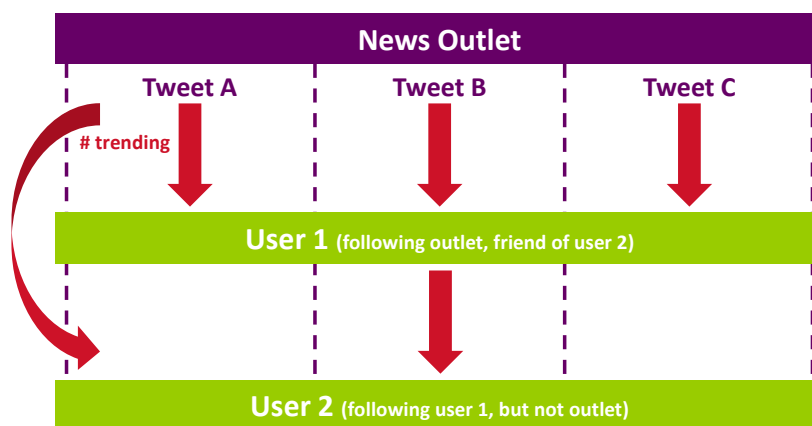 News Outlet
Tweet A Tweet B Tweet C
# trending
User 1 (following outlet, friend of user 2)
User 2 (following user 1, but not outlet)